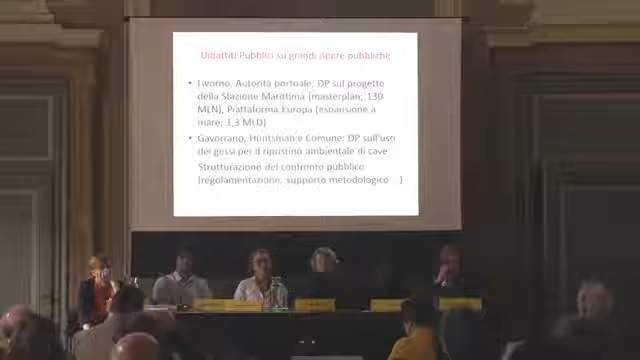 Dibattiti Pubblici su grandi opere pubbliche
• Livorno, Autorità portuale: DP sul progetto
della Stazione Marittima (masterplan; 130
MLN), Piattaforma Europa (espansione a
mare; 1,3 MLD)
• Gavorrano, Huntsman e Comune: DP sull'uso
dei gessi per il ripristino ambientale di cave
Strutturazione del confronto pubblico
(regolamentazione, supporto metodologico ...)